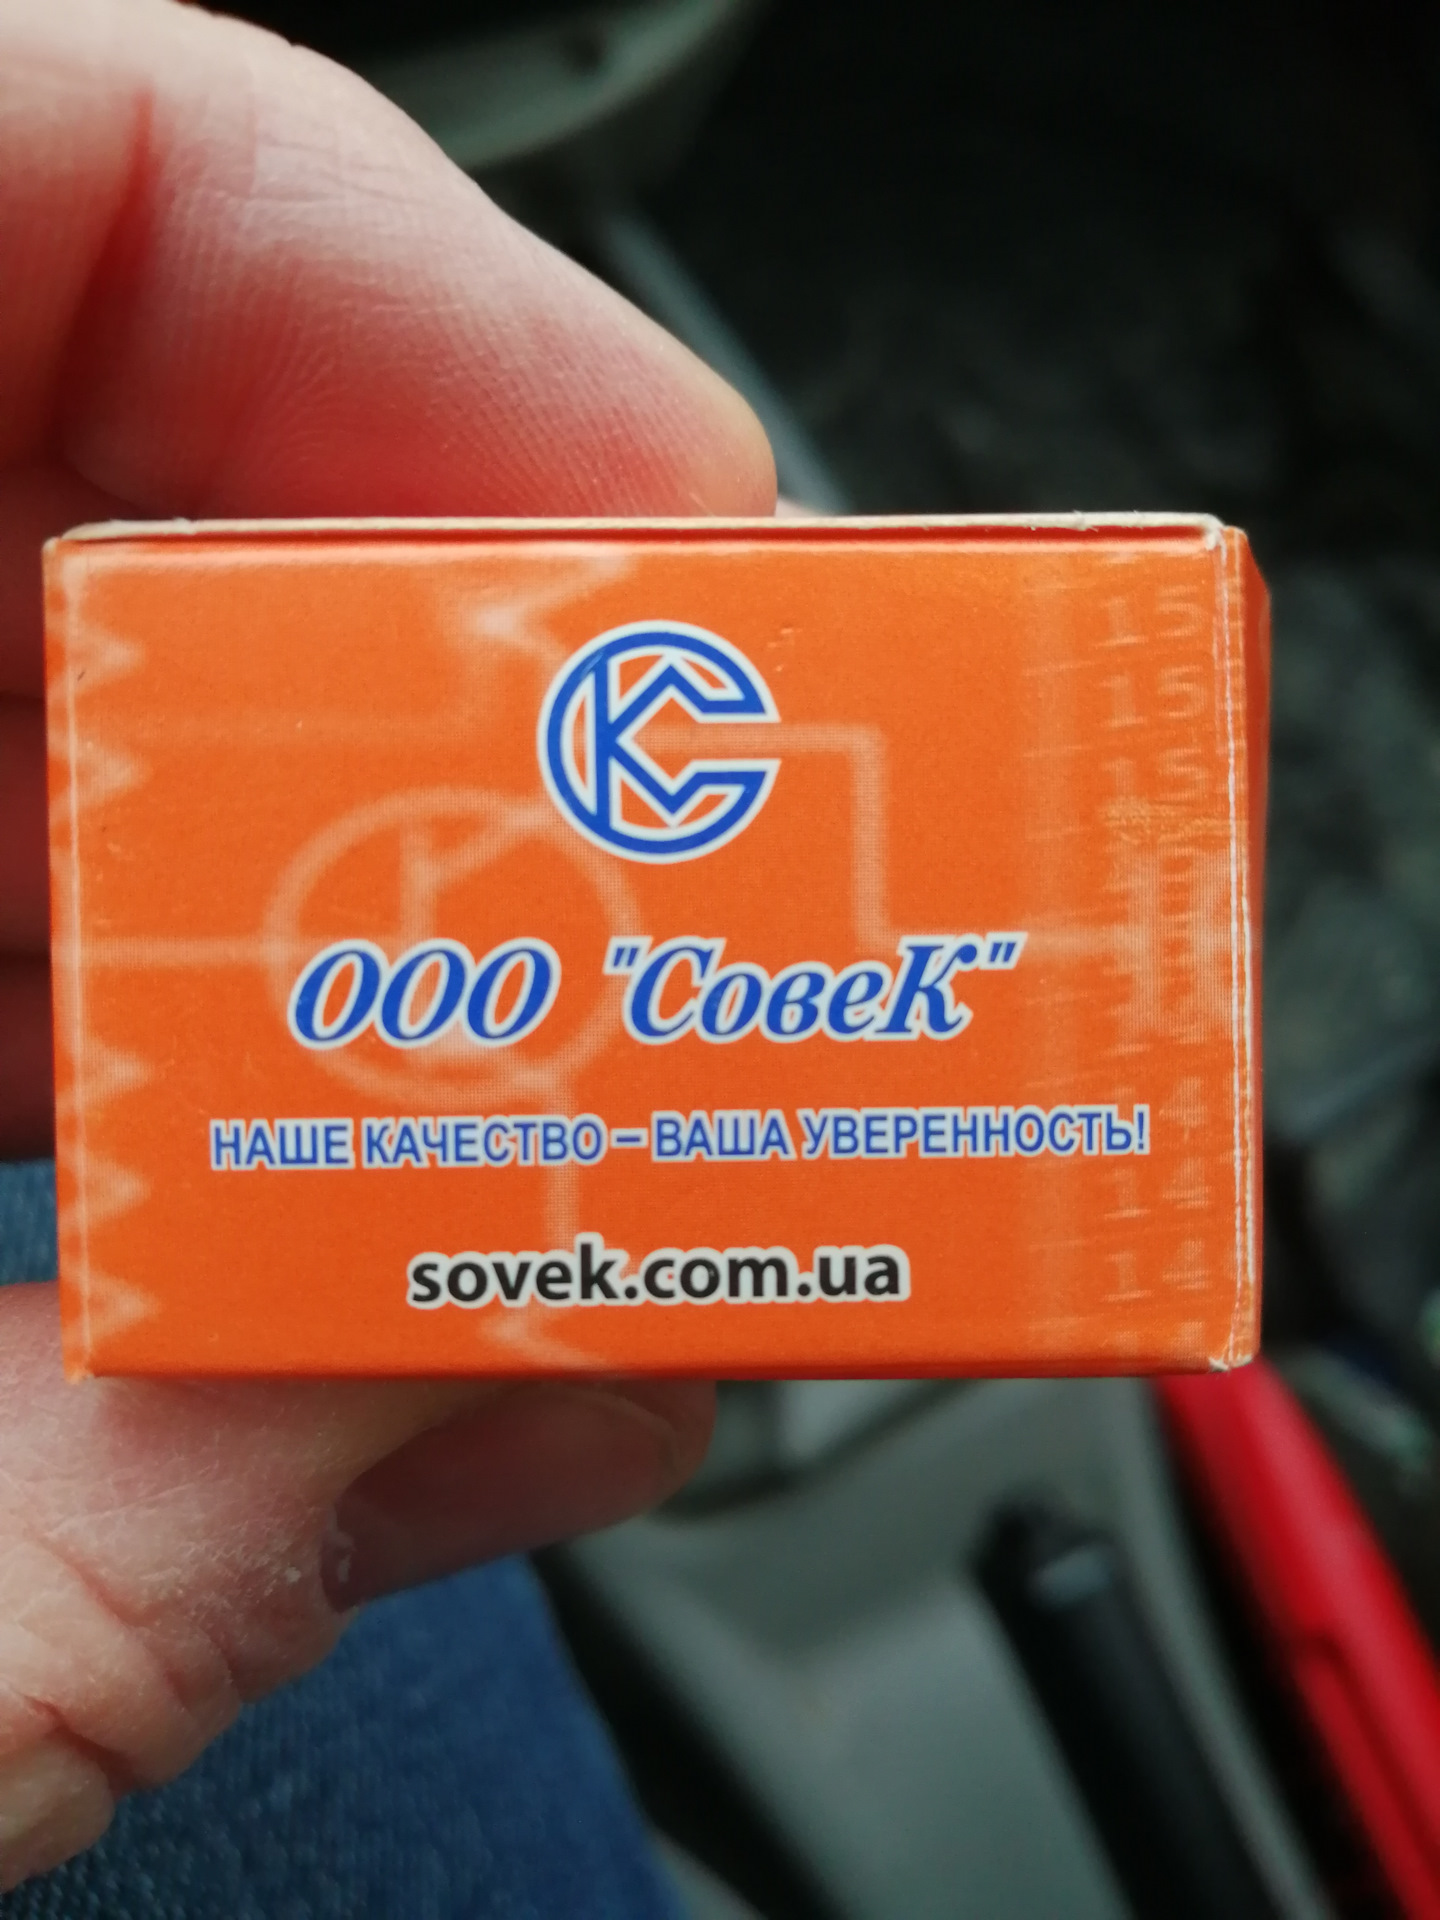 ООО "СовеК"
НАШЕ КАЧЕСТВО – ВАША УВЕРЕННОСТЬ!
sovek.com.ua